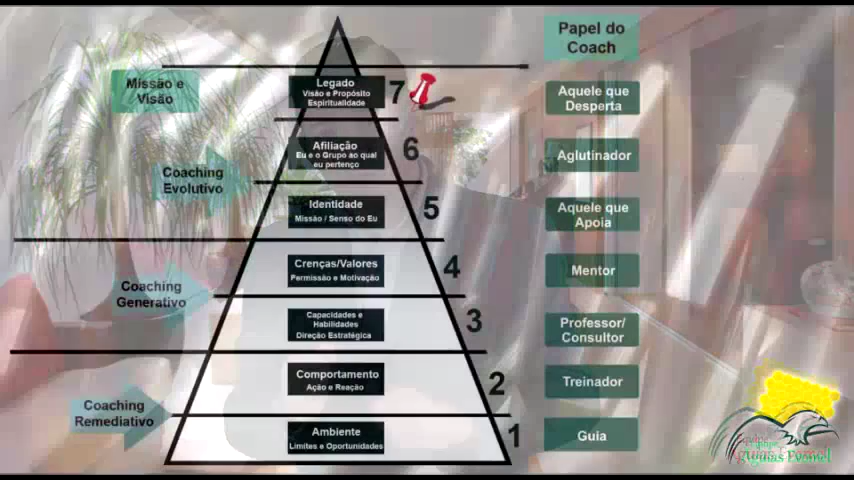 Papel do
Coach
Missão e
Visão
Legado
Visão e Propósito
Espiritualidade
7
Aquele que
Desperta
Afiliação
Eu e o Grupo ao qual
eu pertenço
6
Aglutinador
Coaching
Evolutivo
Identidade
Missão / Senso do Eu
5
Aquele que
Apoia
Crenças/Valores
Permissão e Motivação
4
Mentor
Coaching
Generativo
Capacidades e
Habilidades
Direção Estratégica
3
Professor/
Consultor
Comportamento
Ação e Reação
2
Treinador
Coaching
Remediativo
Ambiente
Limites e Oportunidades
1
Guia
Equipe
Águias Evomel